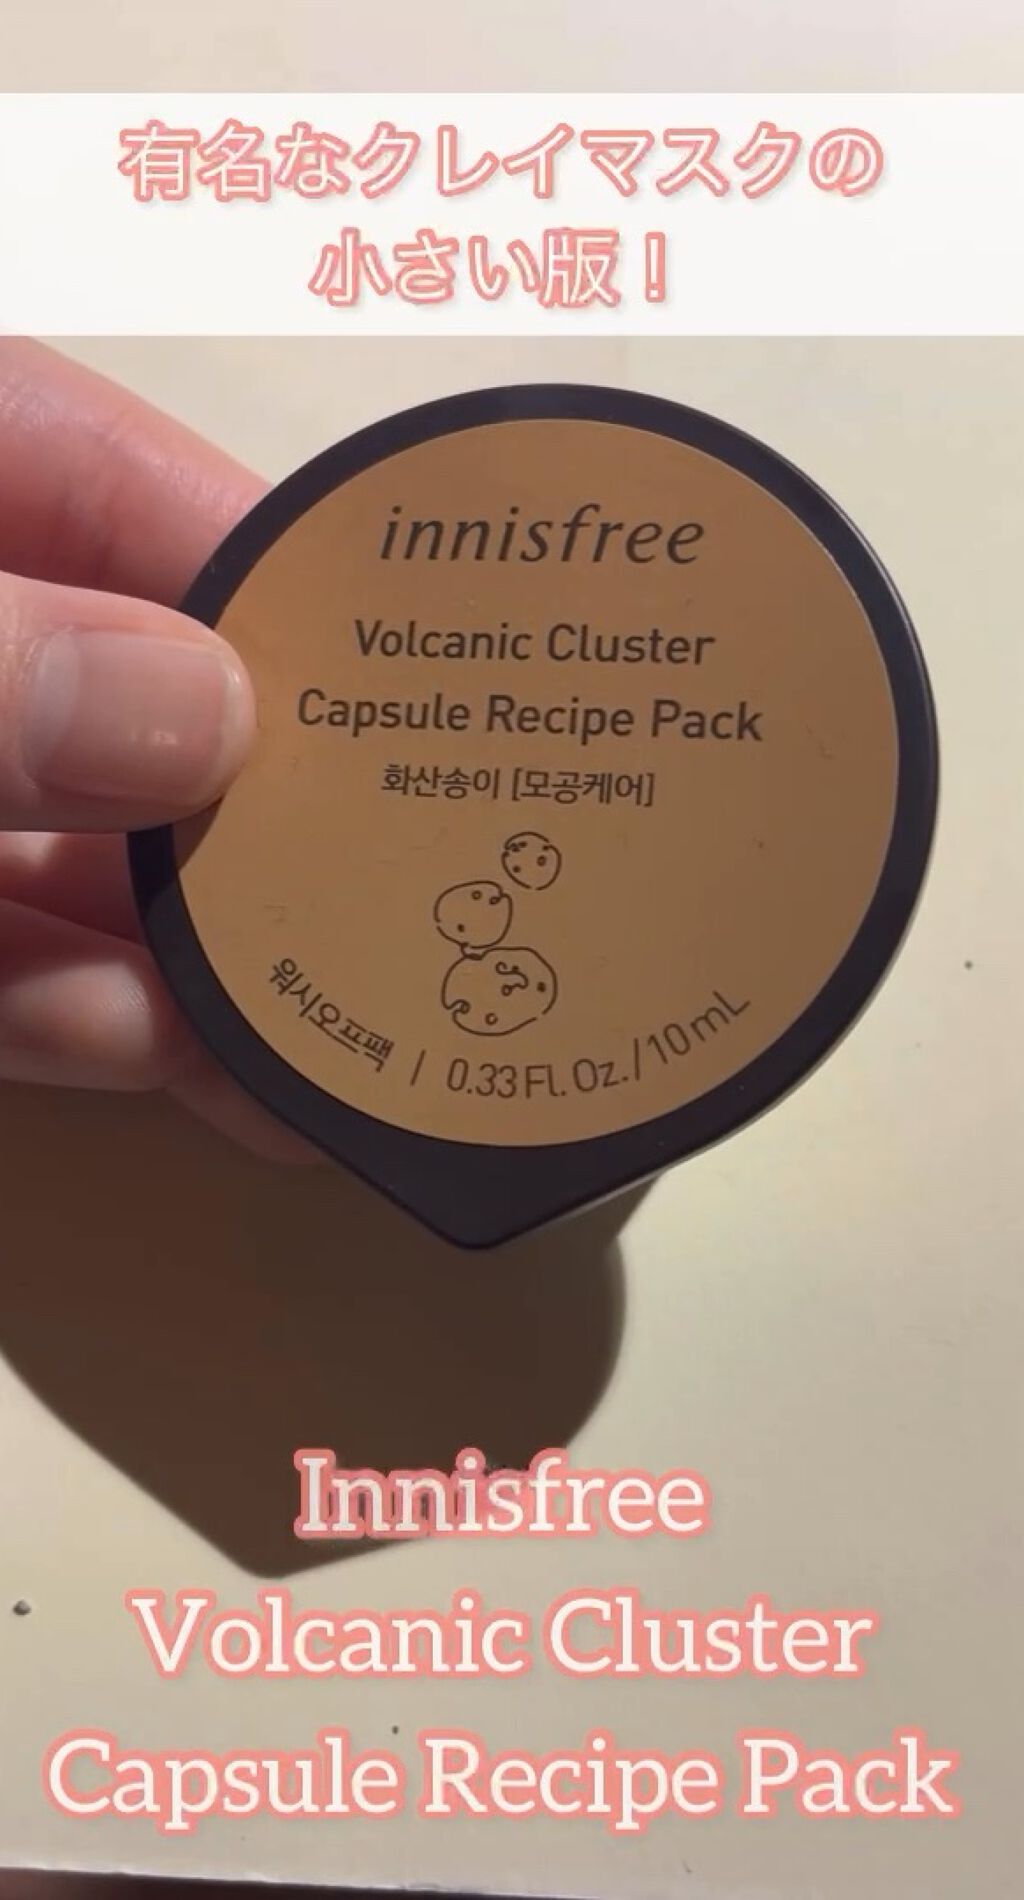 有名なクレイマスクの
小さい版！
innisfree
Volcanic Cluster
Capsule Recipe Pack
화산송이 [모공케어]
워시오프팩 | 0.33 Fl. Oz. / 10 mL
Innisfree
Volcanic Cluster
Capsule Recipe Pack